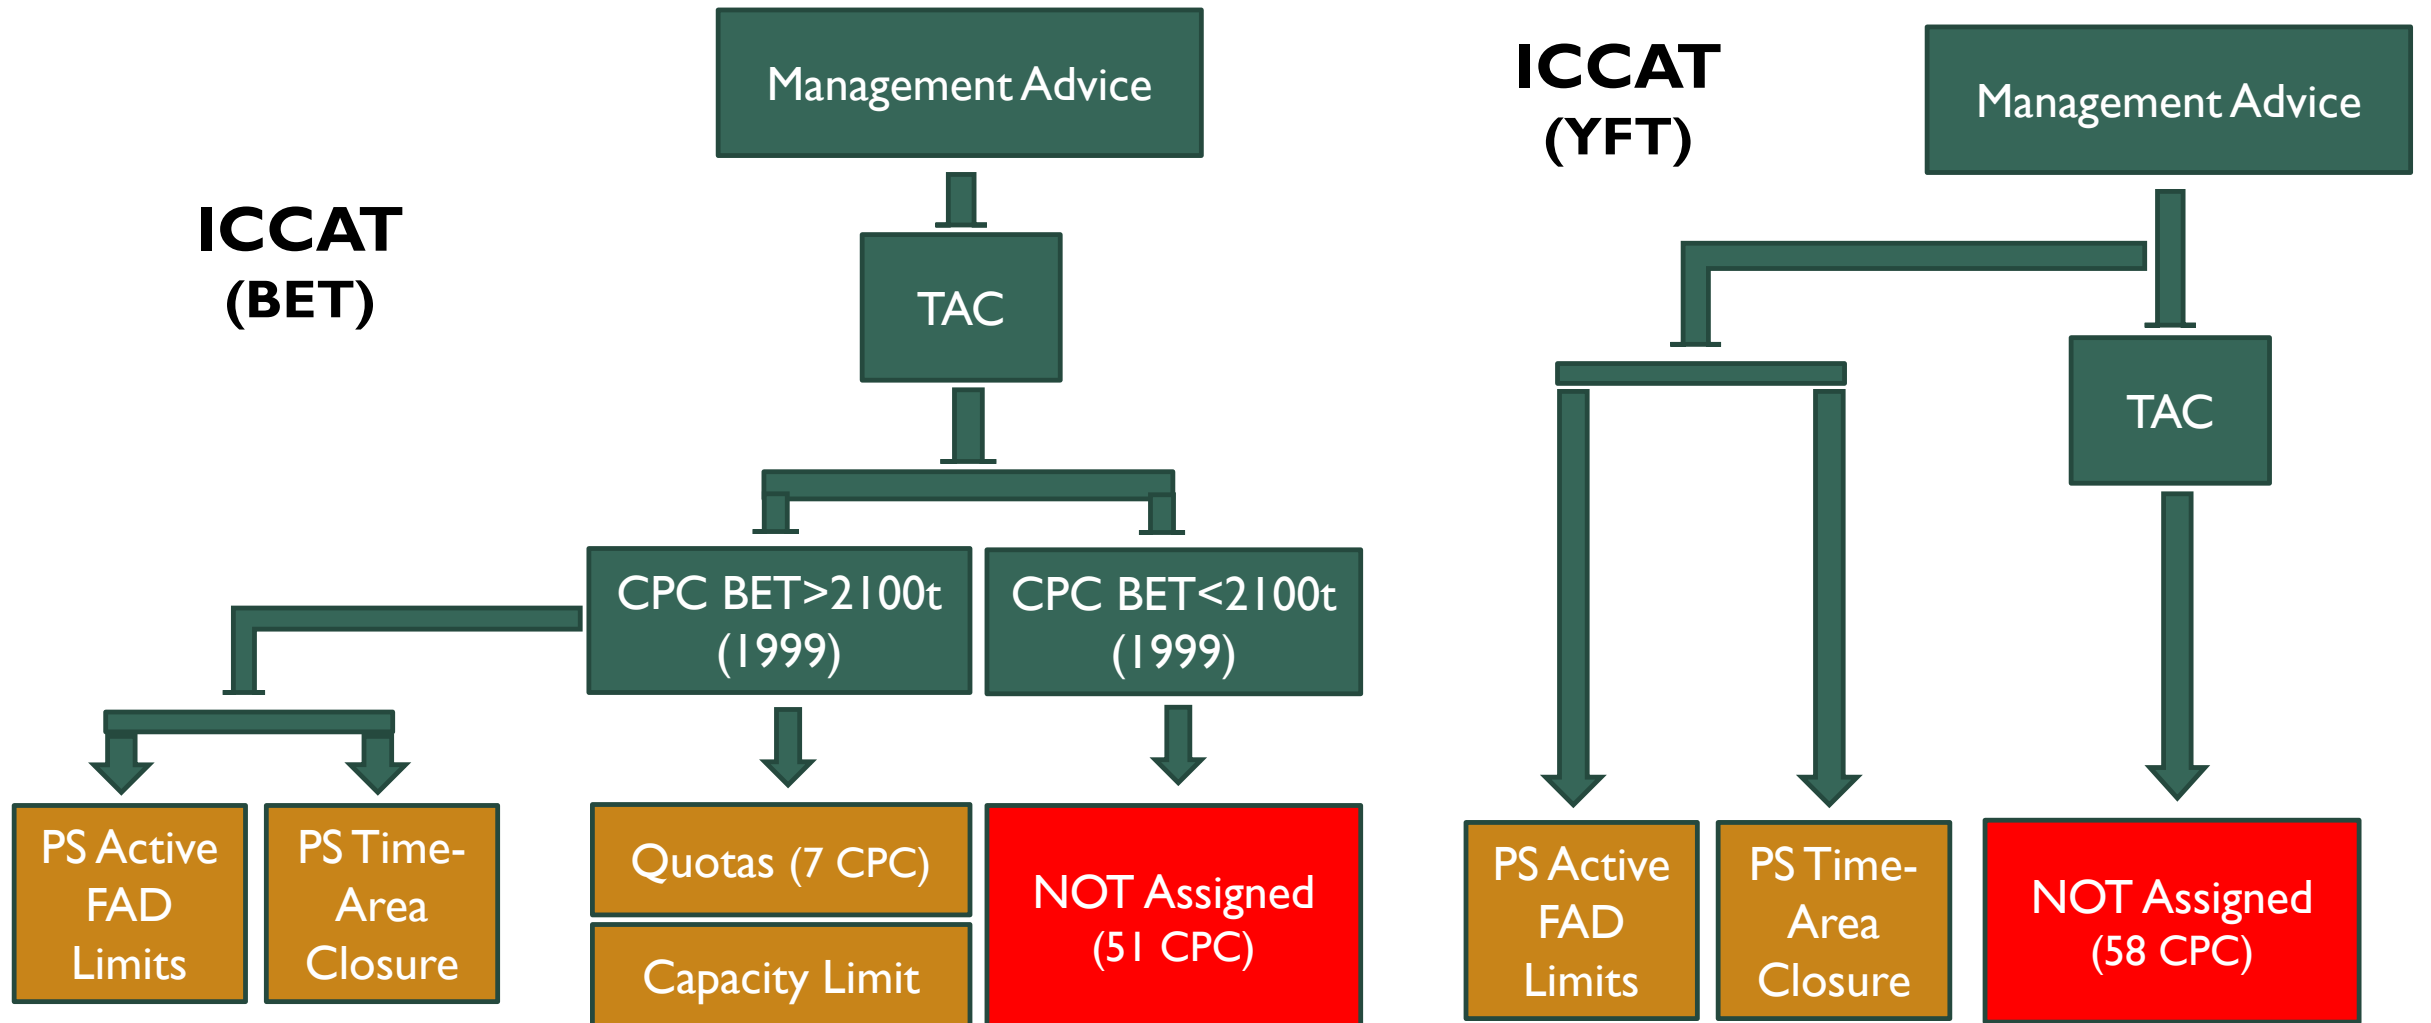 ICCAT
(BET)
Management Advice
TAC
CPC BET>2100t
(1999)
CPC BET<2100t
(1999)
PS Active
FAD
Limits
PS Time-
Area
Closure
Quotas (7 CPC)
Capacity Limit
NOT Assigned
(51 CPC)
ICCAT
(YFT)
Management Advice
TAC
PS Active
FAD
Limits
PS Time-
Area
Closure
NOT Assigned
(58 CPC)